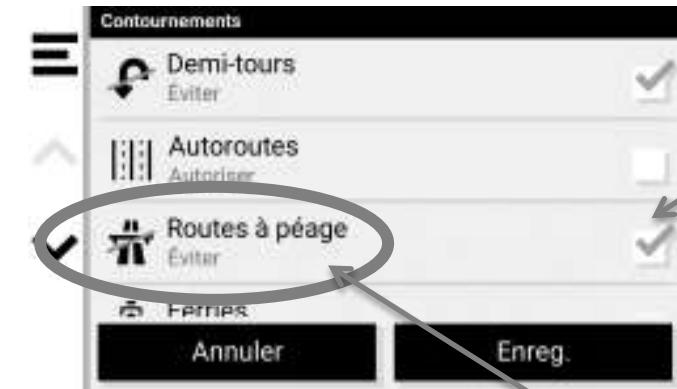 Contournements
Demi-tours
Éviter
Autoroutes
Autoriser
Routes à péage
Éviter
Ferries
Annuler
Enreg.